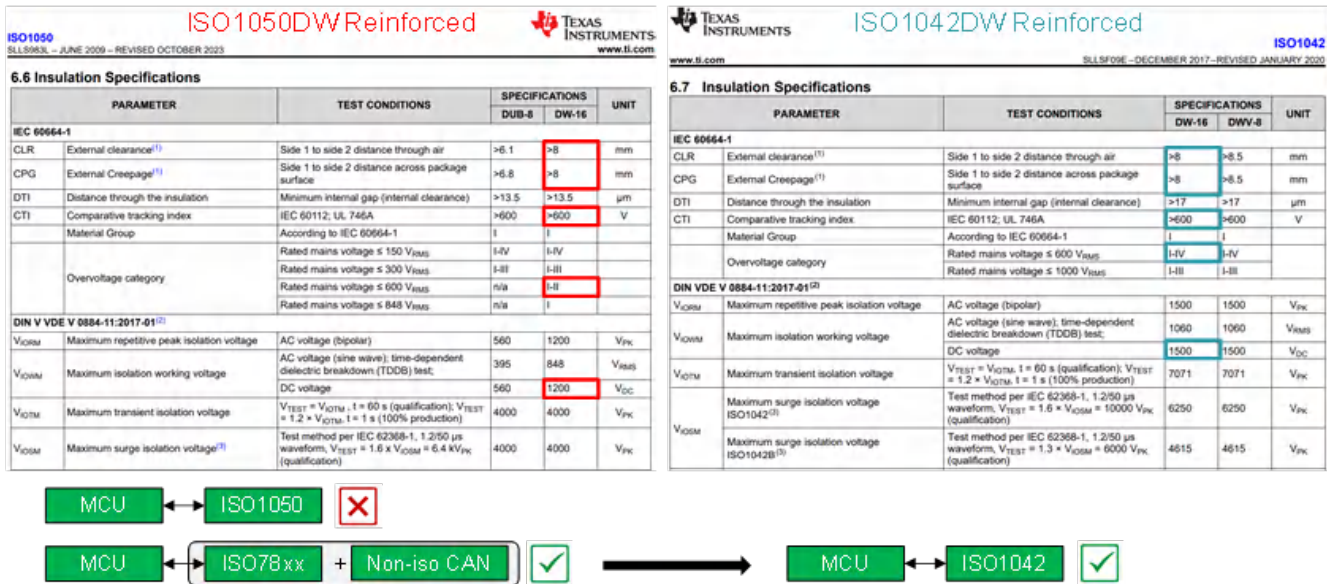 ISO1050DW Reinforced
TEXAS
INSTRUMENTS
ISO1050
SLLS983L – JUNE 2009 – REVISED OCTOBER 2023
www.ti.com
6.6 Insulation Specifications
PARAMETER TEST CONDITIONS SPECIFICATIONS UNIT
DUB-8 DW-16
IEC 60664-1
CLR External clearance(1) Side 1 to side 2 distance through air >6.1 >8 mm
CPG External Creepage(1) Side 1 to side 2 distance across package surface >6.8 >8 mm
DTI Distance through the insulation Minimum internal gap (internal clearance) >13.5 >13.5 µm
CTI Comparative tracking index IEC 60112; UL 746A >600 >600 V
Material Group According to IEC 60664-1 I I
Overvoltage category Rated mains voltage ≤ 150 VRMS I-IV I-IV
Rated mains voltage ≤ 300 VRMS I-III I-III
Rated mains voltage ≤ 600 VRMS n/a I-II
Rated mains voltage ≤ 848 VRMS n/a I
DIN V VDE V 0884-11:2017-01(2)
VIORM Maximum repetitive peak isolation voltage AC voltage (bipolar) 560 1200 VPK
VIOWM Maximum isolation working voltage AC voltage (sine wave); time-dependent dielectric breakdown (TDDB) test; 395 848 VRMS
DC voltage 560 1200 VDC
VIOTM Maximum transient isolation voltage VTEST = VIOTM , t = 60 s (qualification); VTEST = 1.2 × VIOTM, t = 1 s (100% production) 4000 4000 VPK
VIOSM Maximum surge isolation voltage(3) Test method per IEC 62368-1, 1.2/50 µs waveform, VTEST = 1.6 x VIOSM = 6.4 kVPK (qualification) 4000 4000 VPK
TEXAS
INSTRUMENTS
ISO1042DW Reinforced
ISO1042
www.ti.com
SLLSF09E –DECEMBER 2017–REVISED JANUARY 2020
6.7 Insulation Specifications
PARAMETER TEST CONDITIONS SPECIFICATIONS UNIT
DW-16 DWV-8
IEC 60664-1
CLR External clearance(1) Side 1 to side 2 distance through air >8 >8.5 mm
CPG External Creepage(1) Side 1 to side 2 distance across package surface >8 >8.5 mm
DTI Distance through the insulation Minimum internal gap (internal clearance) >17 >17 µm
CTI Comparative tracking index IEC 60112; UL 746A >600 >600 V
Material Group According to IEC 60664-1 I I
Overvoltage category Rated mains voltage ≤ 600 VRMS I-IV I-IV
Rated mains voltage ≤ 1000 VRMS I-III I-III
DIN VDE V 0884-11:2017-01(2)
VIORM Maximum repetitive peak isolation voltage AC voltage (bipolar) 1500 1500 VPK
VIOWM Maximum isolation working voltage AC voltage (sine wave); time-dependent dielectric breakdown (TDDB) test; 1060 1060 VRMS
DC voltage 1500 1500 VDC
VIOTM Maximum transient isolation voltage VTEST = VIOTM, t = 60 s (qualification); VTEST = 1.2 × VIOTM, t = 1 s (100% production) 7071 7071 VPK
VIOSM Maximum surge isolation voltage ISO1042(3) Test method per IEC 62368-1, 1.2/50 µs waveform, VTEST = 1.6 × VIOSM = 10000 VPK (qualification) 6250 6250 VPK
Maximum surge isolation voltage ISO1042B(3) Test method per IEC 62368-1, 1.2/50 µs waveform, VTEST = 1.3 × VIOSM = 6000 VPK (qualification) 4615 4615 VPK
MCU ISO1050
MCU ISO78xx + Non-iso CAN MCU ISO1042